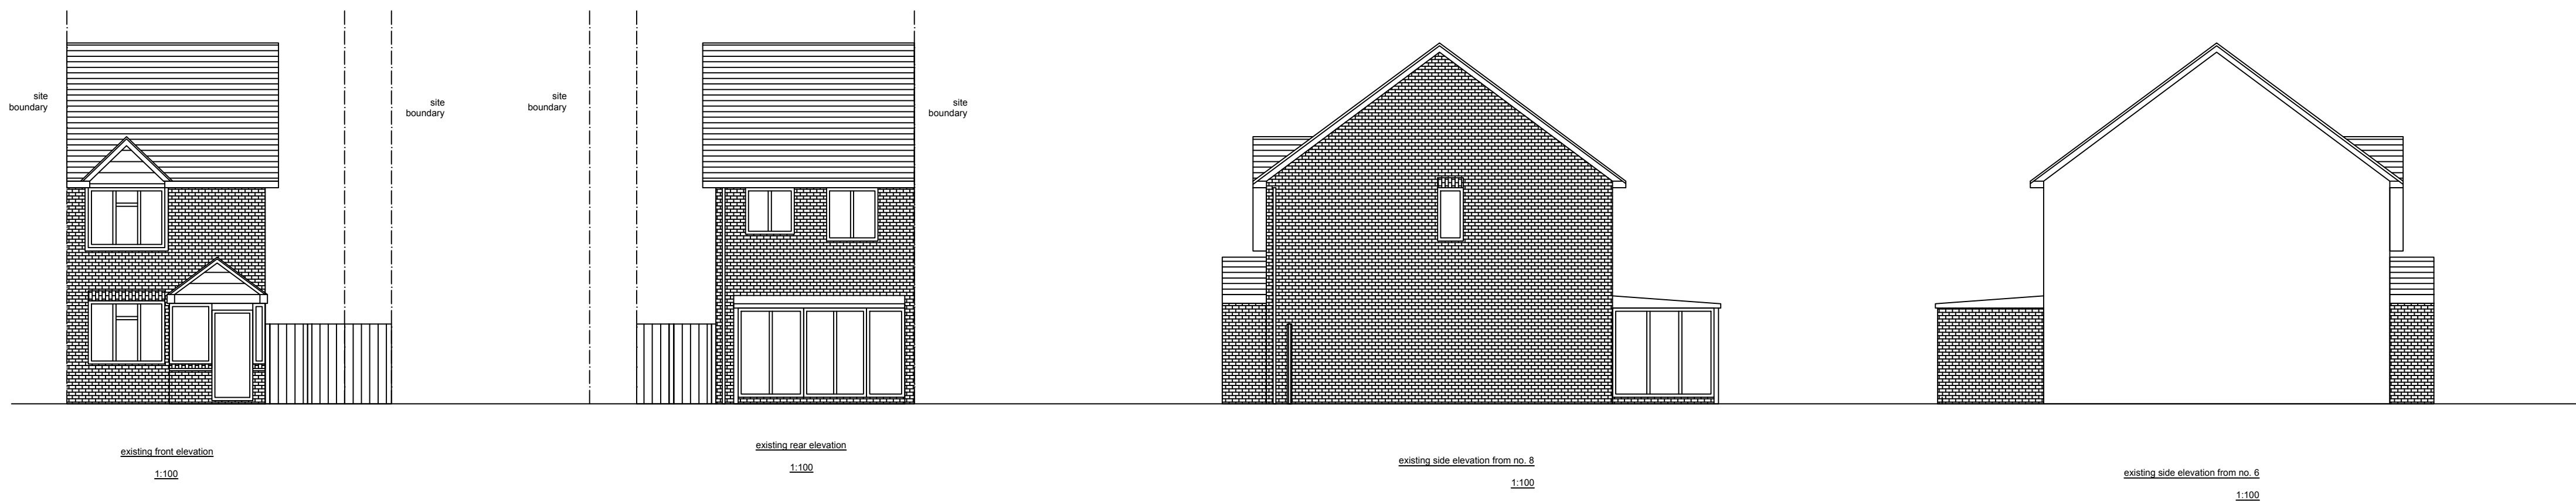 site
boundary
site
boundary
site
boundary
site
boundary
existing front elevation
1:100
existing rear elevation
1:100
existing side elevation from no. 8
1:100
existing side elevation from no. 6
1:100